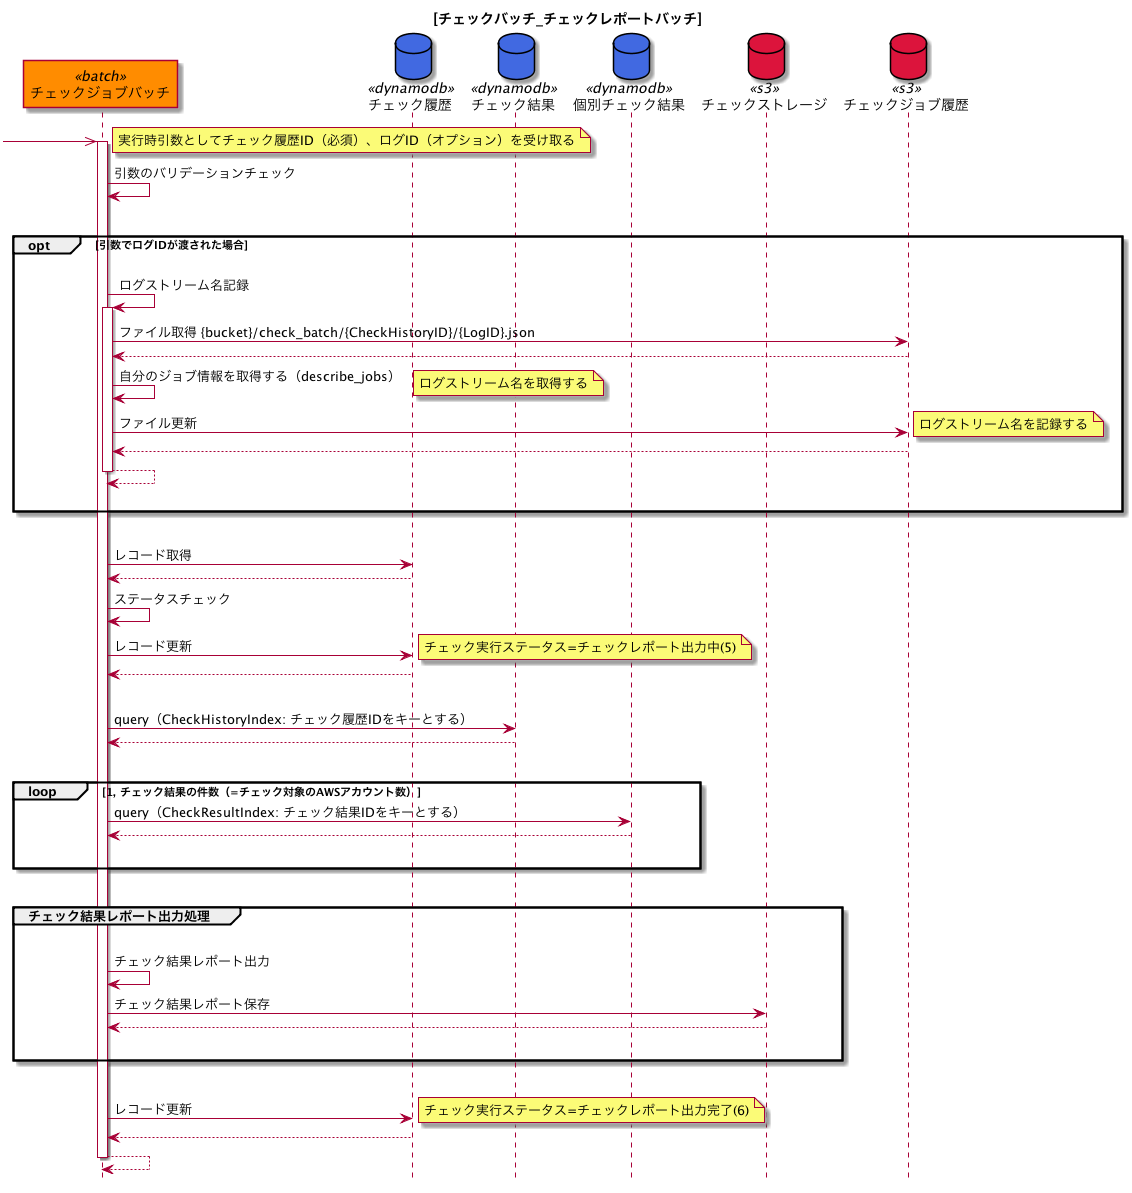 [チェックバッチ_チェックレポートバッチ]
«batch»
チェックジョブバッチ
«dynamodb»
チェック履歴
«dynamodb»
チェック結果
«dynamodb»
個別チェック結果
«s3»
チェックストレージ
«s3»
チェックジョブ履歴
実行時引数としてチェック履歴ID（必須）、ログID（オプション）を受け取る
引数のバリデーションチェック
opt [引数でログIDが渡された場合]
ログストリーム名記録
ファイル取得 {bucket}/check_batch/{CheckHistoryID}/{LogID}.json
自分のジョブ情報を取得する（describe_jobs）
ログストリーム名を取得する
ファイル更新
ログストリーム名を記録する
レコード取得
ステータスチェック
レコード更新
チェック実行ステータス=チェックレポート出力中(5)
query（CheckHistoryIndex: チェック履歴IDをキーとする）
loop [1, チェック結果の件数（=チェック対象のAWSアカウント数）]
query（CheckResultIndex: チェック結果IDをキーとする）
チェック結果レポート出力処理
チェック結果レポート出力
チェック結果レポート保存
レコード更新
チェック実行ステータス=チェックレポート出力完了(6)